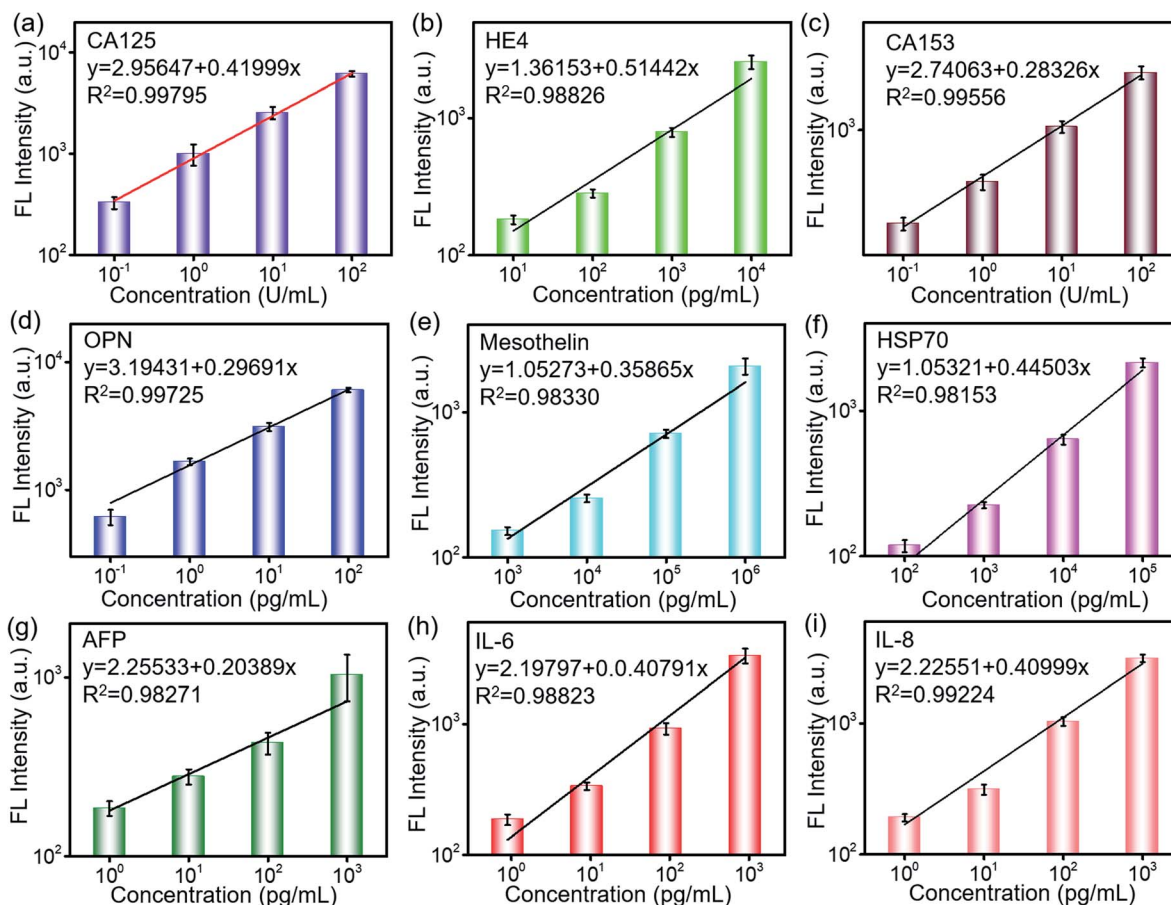 (a)
CA125
y=2.95647+0.41999x
R²=0.99795
10⁴
10³
10²
FL Intensity (a.u.)
10⁻¹ 10⁰ 10¹ 10²
Concentration (U/mL)
(b)
HE4
y=1.36153+0.51442x
R²=0.98826
10³
10²
FL Intensity (a.u.)
10¹ 10² 10³ 10⁴
Concentration (pg/mL)
(c)
CA153
y=2.74063+0.28326x
R²=0.99556
10³
FL Intensity (a.u.)
10⁻¹ 10⁰ 10¹ 10²
Concentration (U/mL)
(d)
OPN
y=3.19431+0.29691x
R²=0.99725
10⁴
10³
FL Intensity (a.u.)
10⁻¹ 10⁰ 10¹ 10²
Concentration (pg/mL)
(e)
Mesothelin
y=1.05273+0.35865x
R²=0.98330
10³
10²
FL Intensity (a.u.)
10³ 10⁴ 10⁵ 10⁶
Concentration (pg/mL)
(f)
HSP70
y=1.05321+0.44503x
R²=0.98153
10³
10²
FL Intensity (a.u.)
10² 10³ 10⁴ 10⁵
Concentration (pg/mL)
(g)
AFP
y=2.25533+0.20389x
R²=0.98271
10³
10²
FL Intensity (a.u.)
10⁰ 10¹ 10² 10³
Concentration (pg/mL)
(h)
IL-6
y=2.19797+0.0.40791x
R²=0.98823
10³
10²
FL Intensity (a.u.)
10⁰ 10¹ 10² 10³
Concentration (pg/mL)
(i)
IL-8
y=2.22551+0.40999x
R²=0.99224
10³
10²
FL Intensity (a.u.)
10⁰ 10¹ 10² 10³
Concentration (pg/mL)